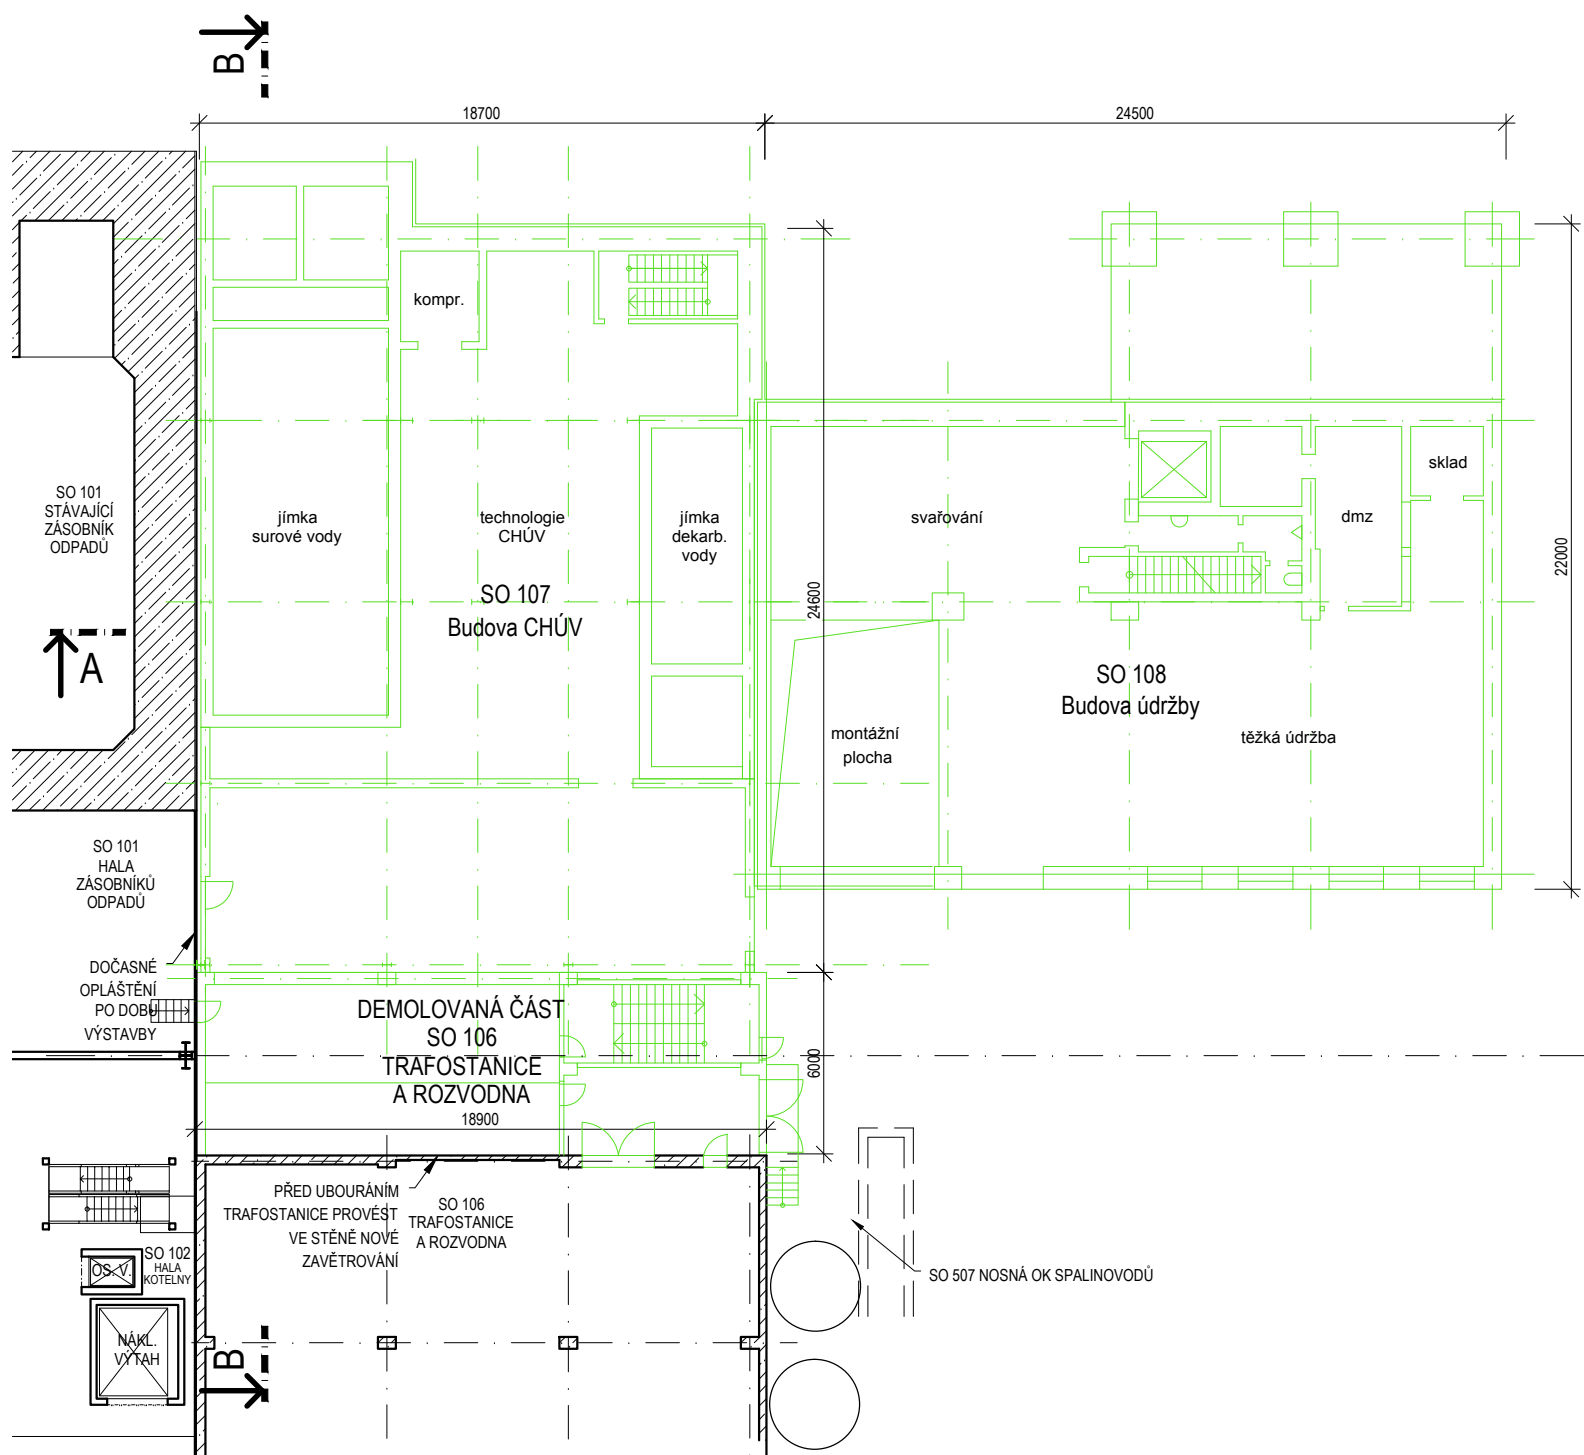 B
18700
24500
kompr.
SO 101
STÁVAJÍCÍ
ZÁSOBNÍK
ODPADŮ
jímka
surové vody
technologie
CHÚV
jímka
dekarb.
vody
svařování
dmz
sklad
22000
24600
SO 107
Budova CHÚV
A
SO 108
Budova údržby
montážní
plocha
těžká údržba
SO 101
HALA
ZÁSOBNÍKŮ
ODPADŮ
DOČASNÉ
OPLÁŠTĚNÍ
PO DOBU
VÝSTAVBY
DEMOLOVANÁ ČÁST
SO 106
TRAFOSTANICE
A ROZVODNA
6000
18900
PŘED UBOURÁNÍM
TRAFOSTANICE PROVÉST
VE STĚNĚ NOVÉ
ZAVĚTROVÁNÍ
SO 106
TRAFOSTANICE
A ROZVODNA
SO 102
HALA
KOTELNY
OS. V.
SO 507 NOSNÁ OK SPALINOVODŮ
NÁKL.
VÝTAH
B